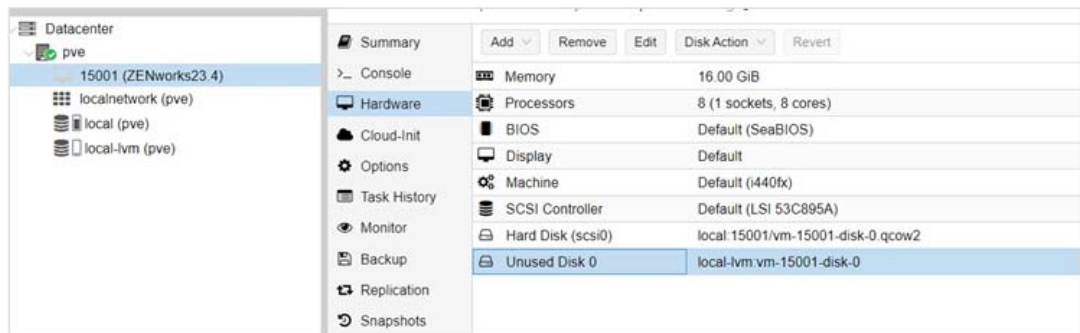 Datacenter
pve
15001 (ZENworks23.4)
localnetwork (pve)
local (pve)
local-lvm (pve)
Summary
>_ Console
Hardware
Cloud-Init
Options
Task History
Monitor
Backup
Replication
Snapshots
Add Remove Edit Disk Action Revert
Memory 16.00 GiB
Processors 8 (1 sockets, 8 cores)
BIOS Default (SeaBIOS)
Display Default
Machine Default (i440fx)
SCSI Controller Default (LSI 53C895A)
Hard Disk (scsi0) local:15001/vm-15001-disk-0.qcow2
Unused Disk 0 local-lvm:vm-15001-disk-0